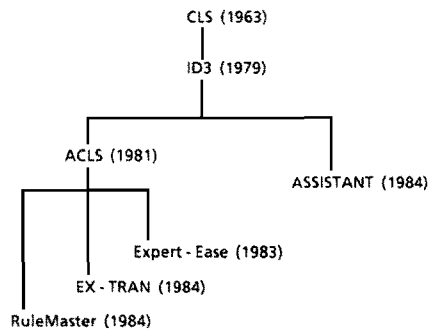 CLS (1963)
ID3 (1979)
ACLS (1981)
ASSISTANT (1984)
Expert - Ease (1983)
EX - TRAN (1984)
RuleMaster (1984)